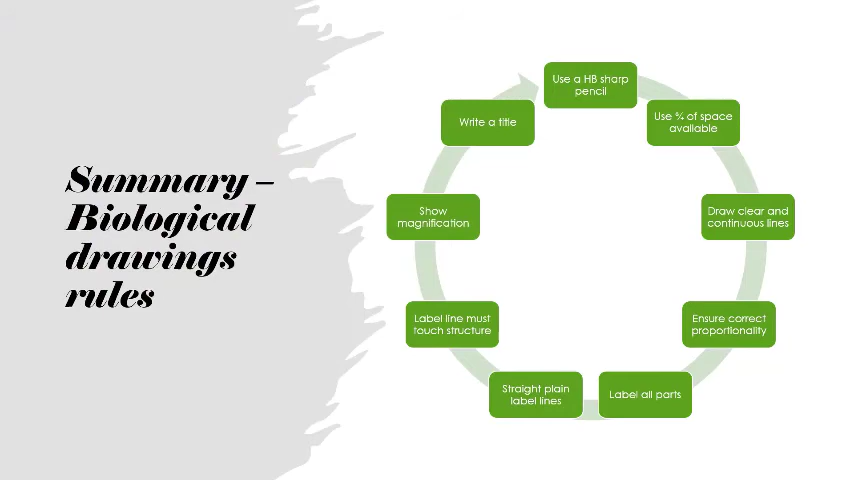 Summary –
Biological
drawings
rules
Use a HB sharp
pencil
Use ¾ of space
available
Draw clear and
continuous lines
Ensure correct
proportionality
Label all parts
Straight plain
label lines
Label line must
touch structure
Show
magnification
Write a title